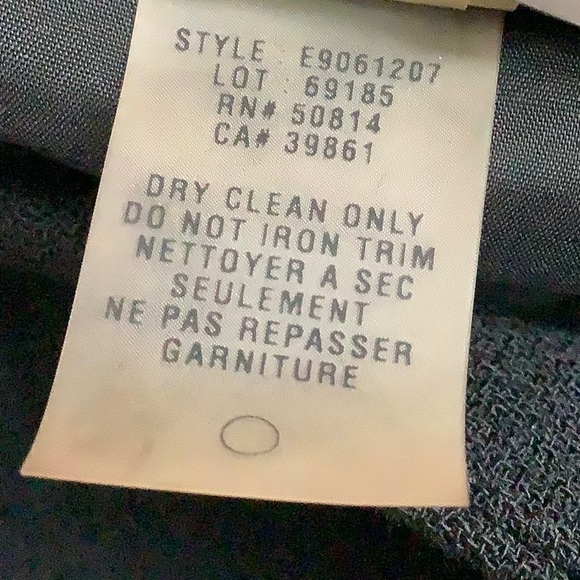 STYLE : E9061207
LOT : 69185
RN# 50814
CA# 39861
DRY CLEAN ONLY
DO NOT IRON TRIM
NETTOYER A SEC
SEULEMENT
NE PAS REPASSER
GARNITURE